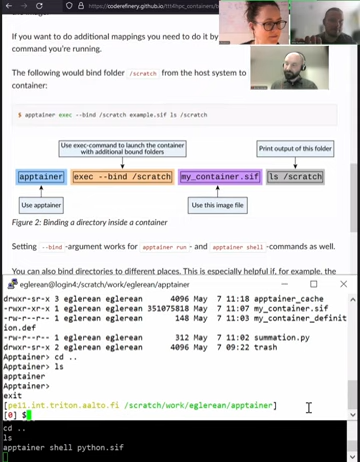 coderefinery.github.io/ttt4hpc_containers/b
If you want to do additional mappings you need to do it by
command you're running.
The following would bind folder /scratch from the host system to
container:
$ apptainer exec --bind /scratch example.sif ls /scratch
Use exec-command to launch the container
with additional bound folders
Print output of this folder
apptainer
exec --bind /scratch
my_container.sif
ls /scratch
Use apptainer
Use this image file
Figure 2: Binding a directory inside a container
Setting --bind-argument works for apptainer run- and apptainer shell-commands as well.
You can also bind directories to different places. This is especially helpful if, for example, the
eglerean@login4:/scratch/work/eglerean/apptainer
drwxr-sr-x 3 eglerean eglerean 4096 May 7 11:18 apptainer_cache
-rwxr-xr-x 1 eglerean eglerean 351075818 May 7 11:07 my_container.sif
-rw-r--r-- 1 eglerean eglerean 148 May 7 11:03 my_container_definit
ion.def
-rw-r--r-- 1 eglerean eglerean 312 May 7 11:02 summation.py
drwxr-sr-x 2 eglerean eglerean 4096 May 7 09:22 trash
Apptainer> cd ..
Apptainer> ls
apptainer
Apptainer>
exit
[pe11.int.triton.aalto.fi /scratch/work/eglerean/apptainer]
[0] $
cd ..
ls
apptainer shell python.sif